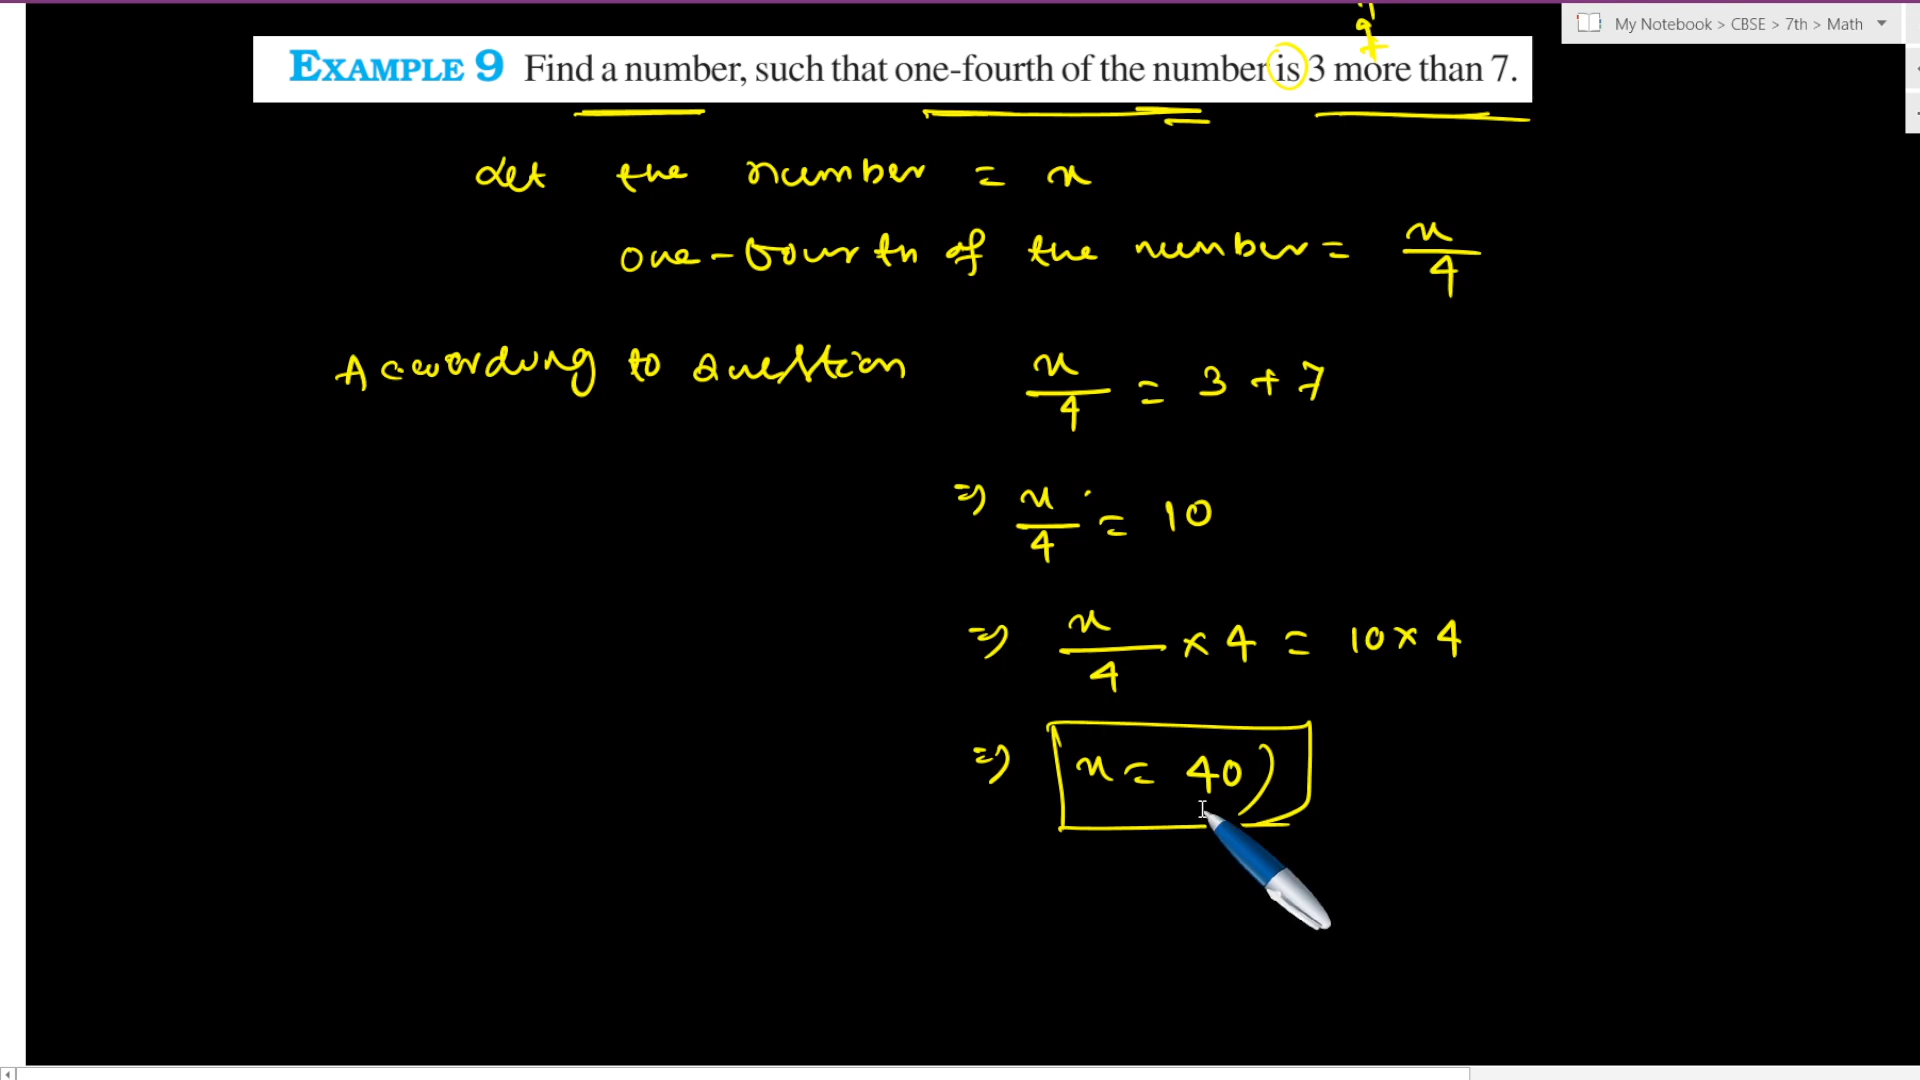 My Notebook > CBSE > 7th > Math
EXAMPLE 9 Find a number, such that one-fourth of the number is 3 more than 7.
Let the number = x
one-fourth of the number = x/4
According to Question x/4 = 3 + 7
⇒ x/4 = 10
⇒ x/4 × 4 = 10 × 4
⇒ x = 40